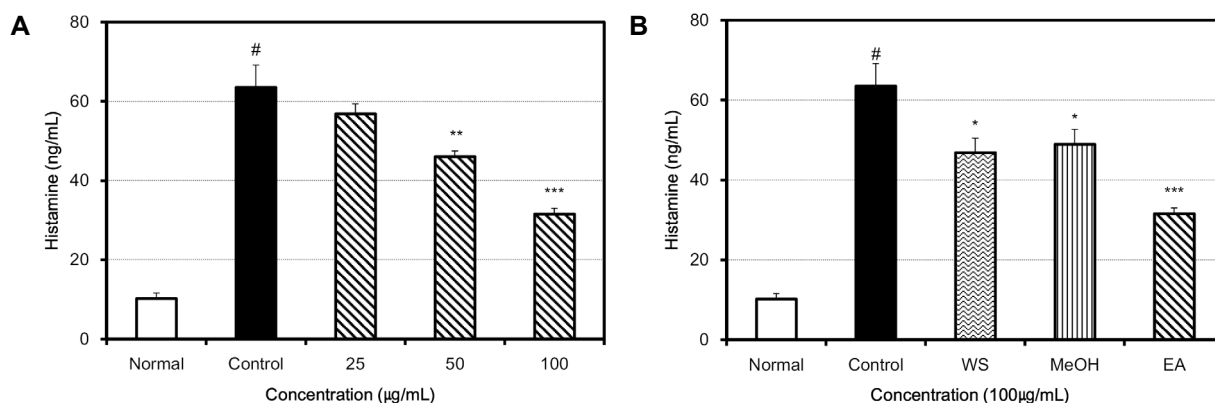 A
Histamine (ng/mL)
80
60
40
20
0
#
**
***
Normal Control 25 50 100
Concentration (µg/mL)
B
Histamine (ng/mL)
80
60
40
20
0
#
*
*
***
Normal Control WS MeOH EA
Concentration (100µg/mL)